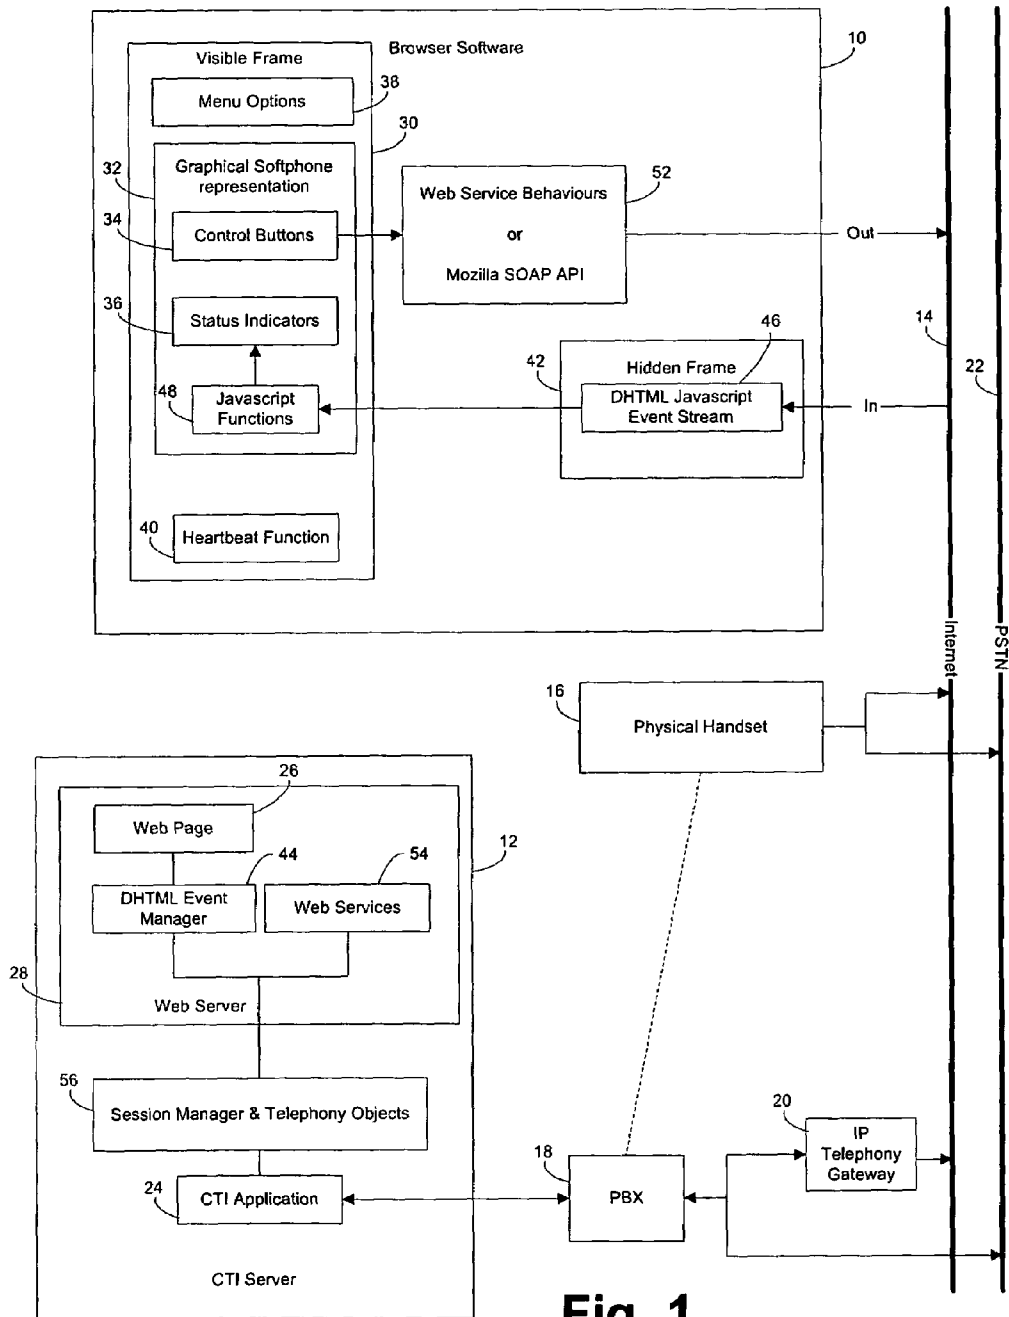 Browser Software
10
Visible Frame
Menu Options
38
30
32
Graphical Softphone
representation
34
Control Buttons
Web Service Behaviours
or
Mozilla SOAP API
52
Out
36
Status Indicators
14
22
46
42
Hidden Frame
DHTML Javascript
Event Stream
In
48
Javascript
Functions
40
Heartbeat Function
Internet
PSTN
16
Physical Handset
26
Web Page
12
44
54
DHTML Event
Manager
Web Services
28
Web Server
56
Session Manager & Telephony Objects
20
IP
Telephony
Gateway
18
PBX
24
CTI Application
CTI Server
Fig. 1